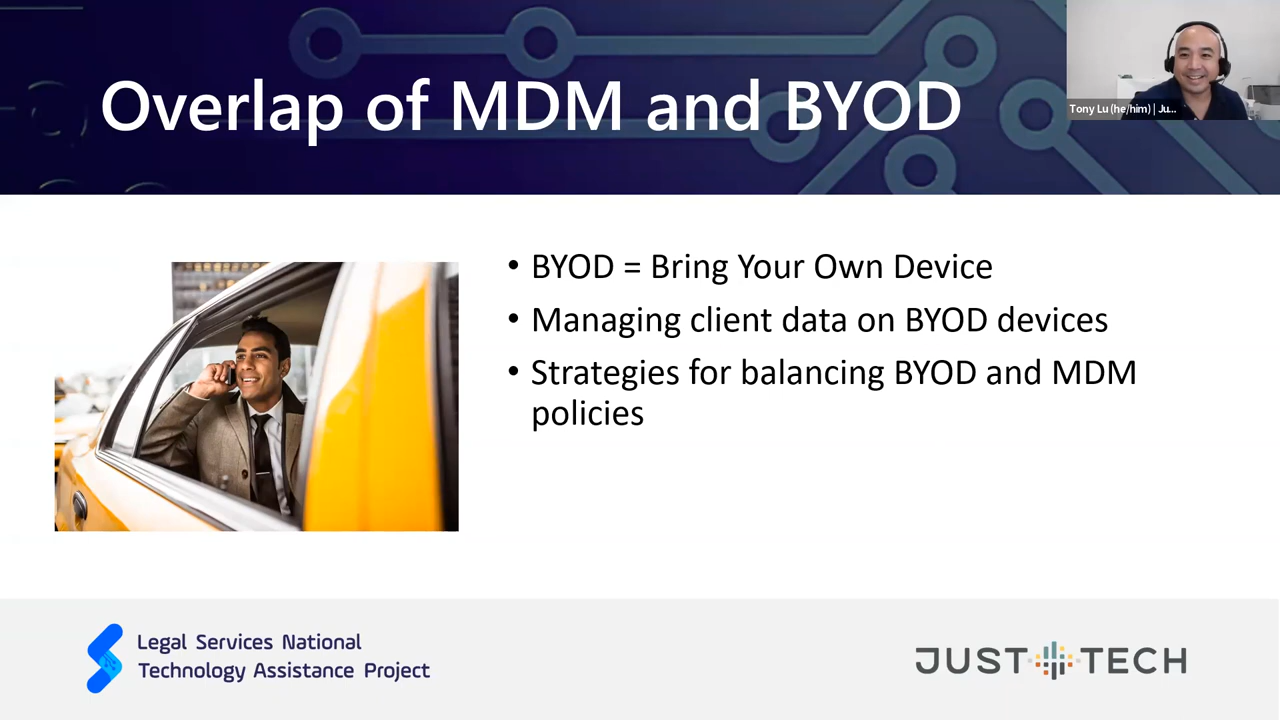 Overlap of MDM and BYOD
Tony Lu (he/him) | Ju...
• BYOD = Bring Your Own Device
• Managing client data on BYOD devices
• Strategies for balancing BYOD and MDM
policies
Legal Services National
Technology Assistance Project
JUST TECH